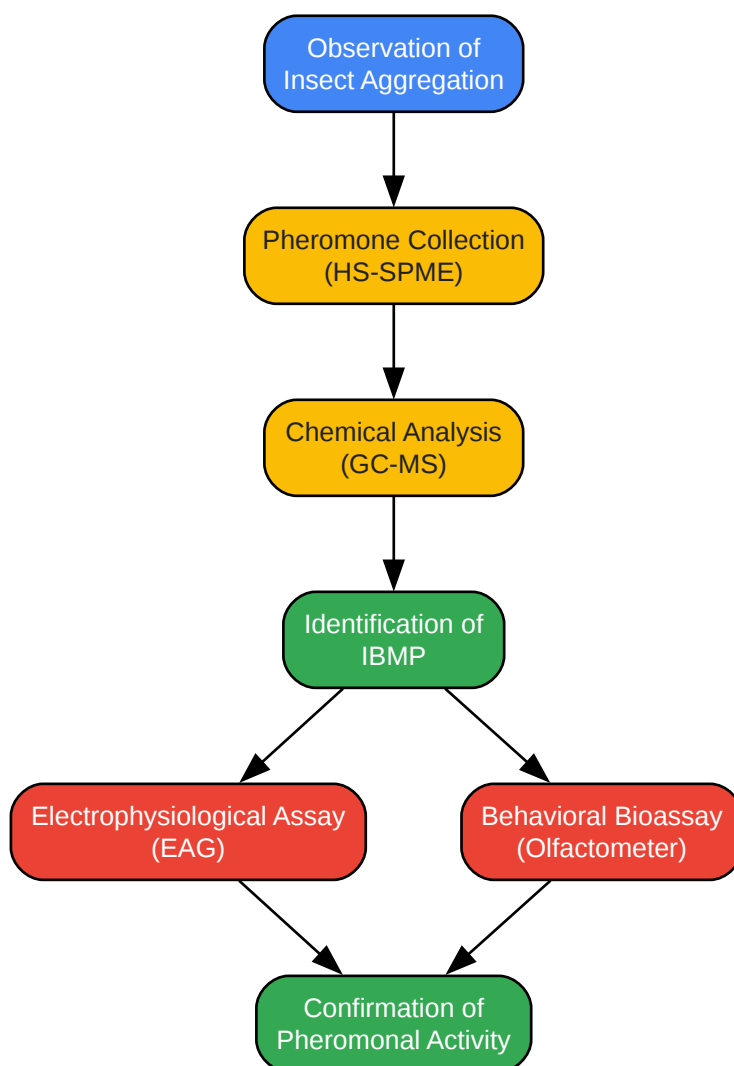 Observation of
Insect Aggregation
Pheromone Collection
(HS-SPME)
Chemical Analysis
(GC-MS)
Identification of
IBMP
Electrophysiological Assay
(EAG)
Behavioral Bioassay
(Olfactometer)
Confirmation of
Pheromonal Activity